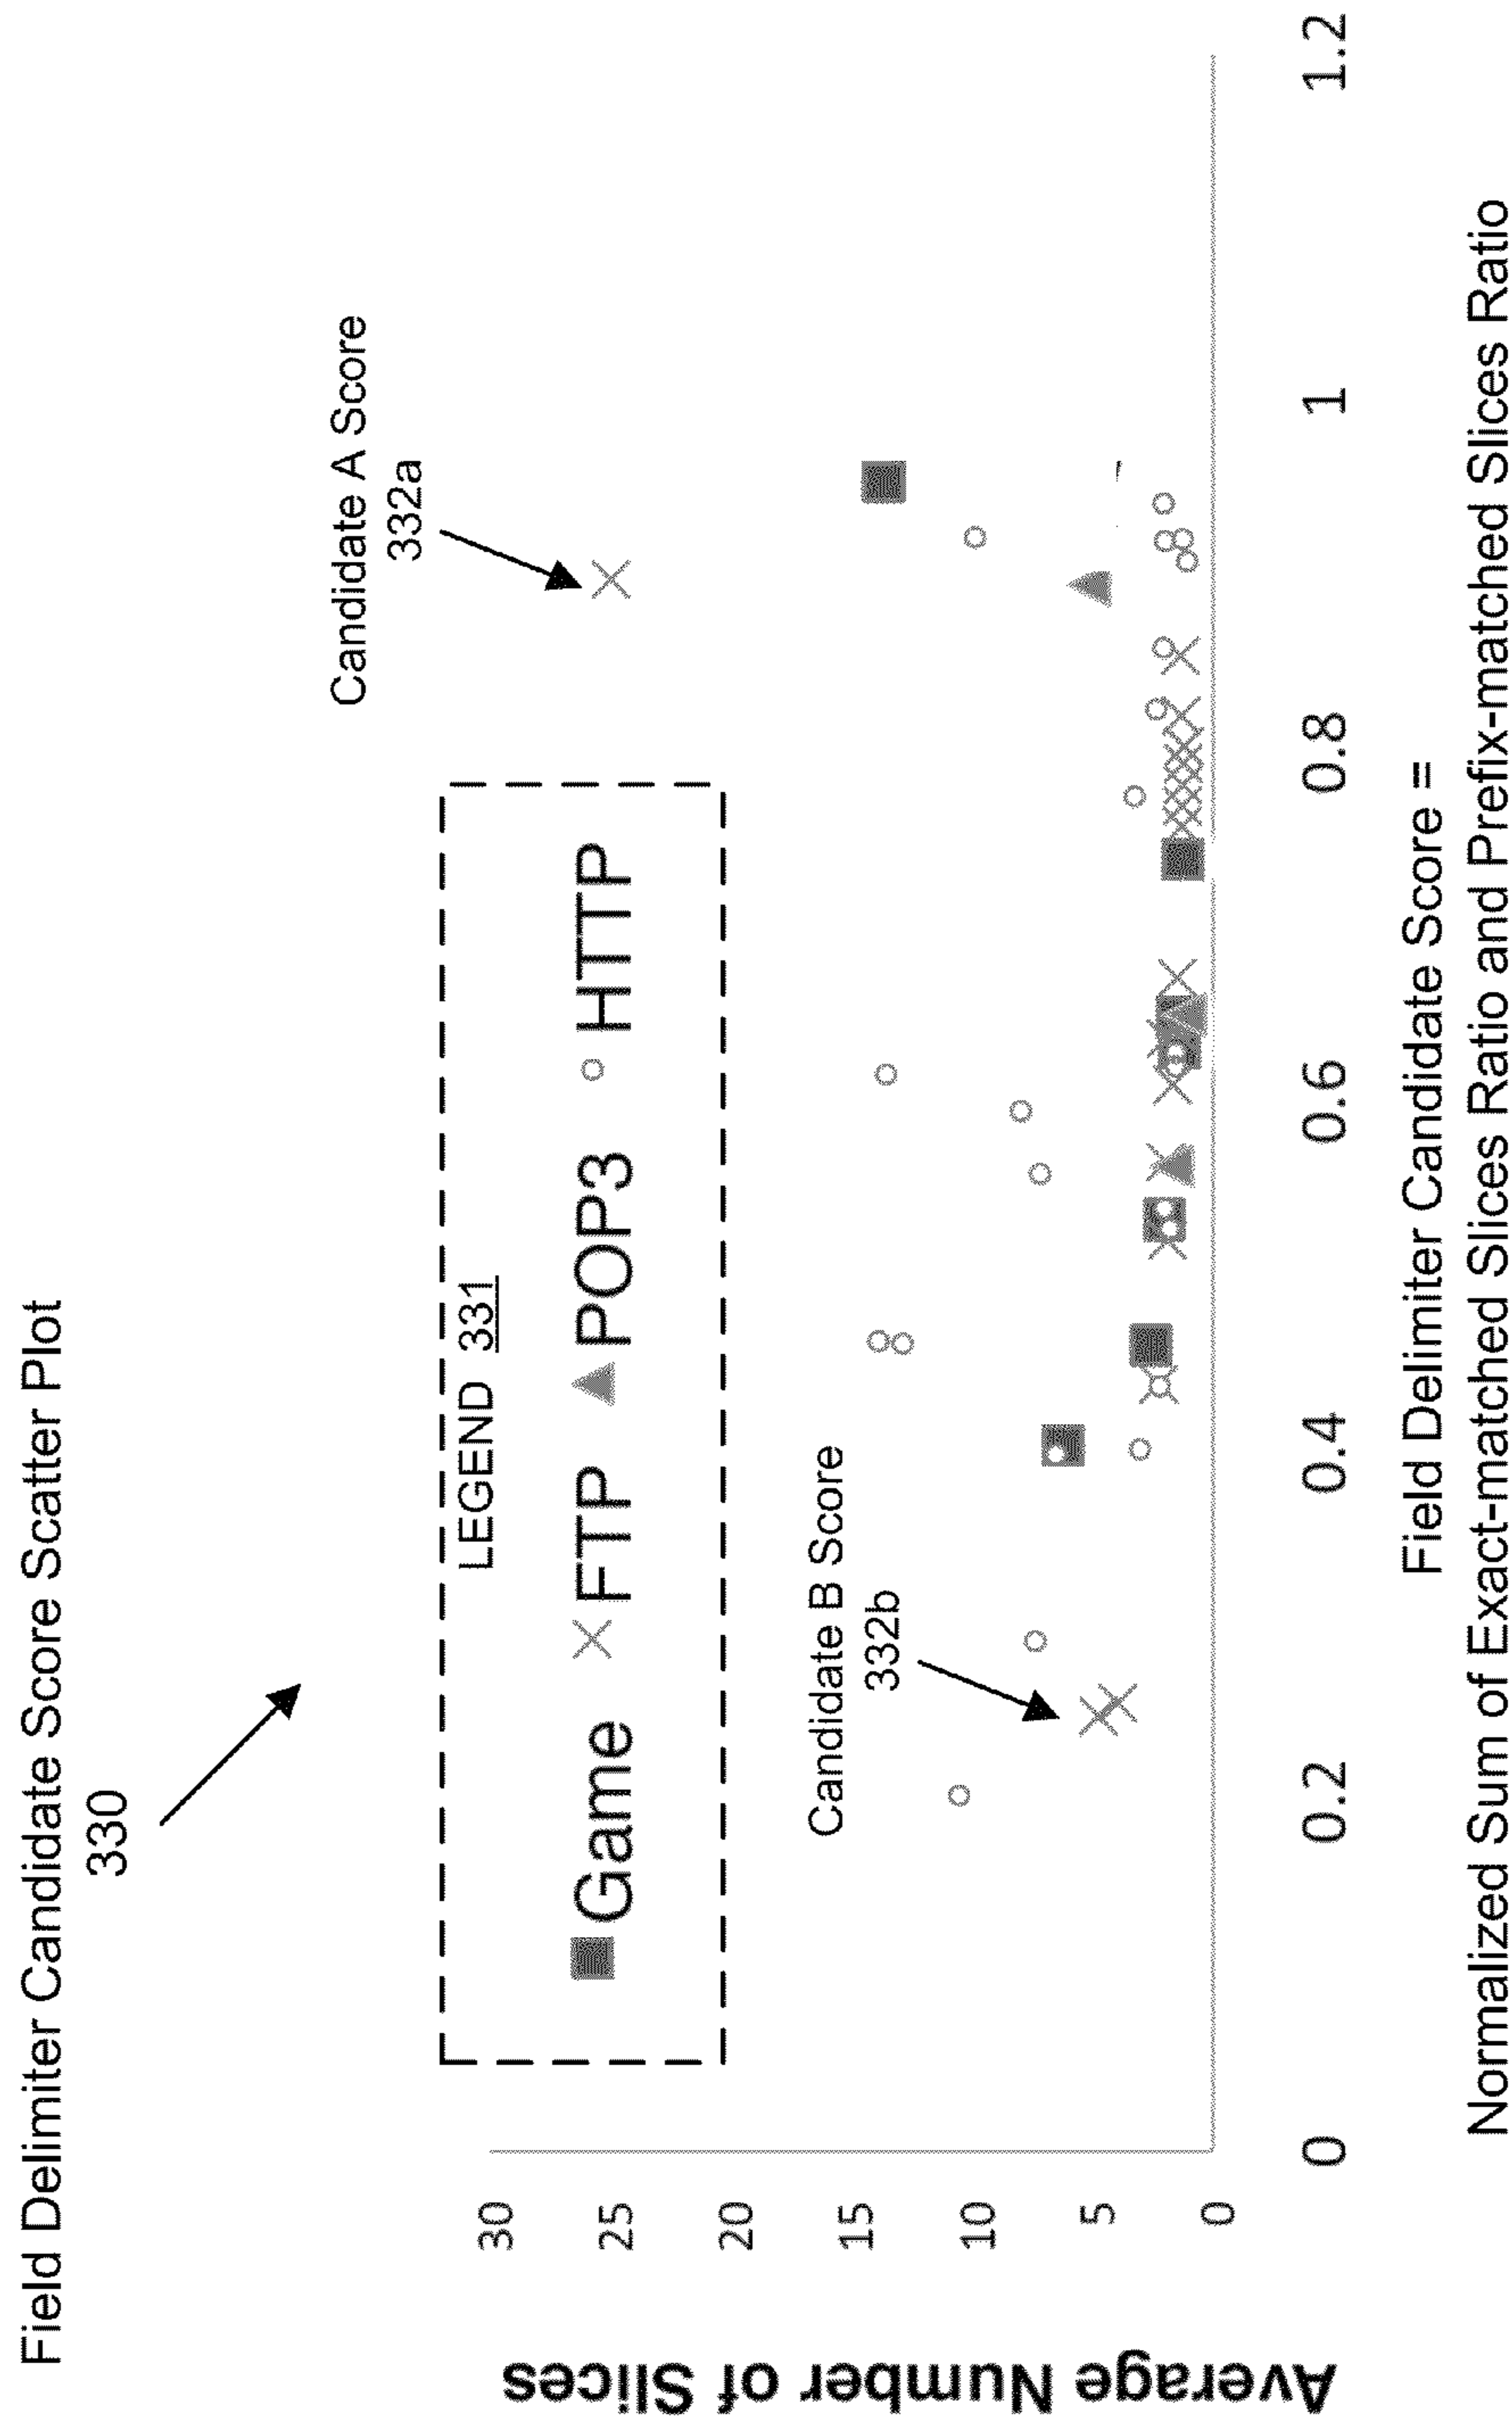 Field Delimiter Candidate Score Scatter Plot
330
LEGEND 331
Game FTP POP3 HTTP
Candidate A Score
332a
Candidate B Score
332b
Average Number of Slices
30
25
20
15
10
5
0
0 0.2 0.4 0.6 0.8 1 1.2
Field Delimiter Candidate Score =
Normalized Sum of Exact-matched Slices Ratio and Prefix-matched Slices Ratio